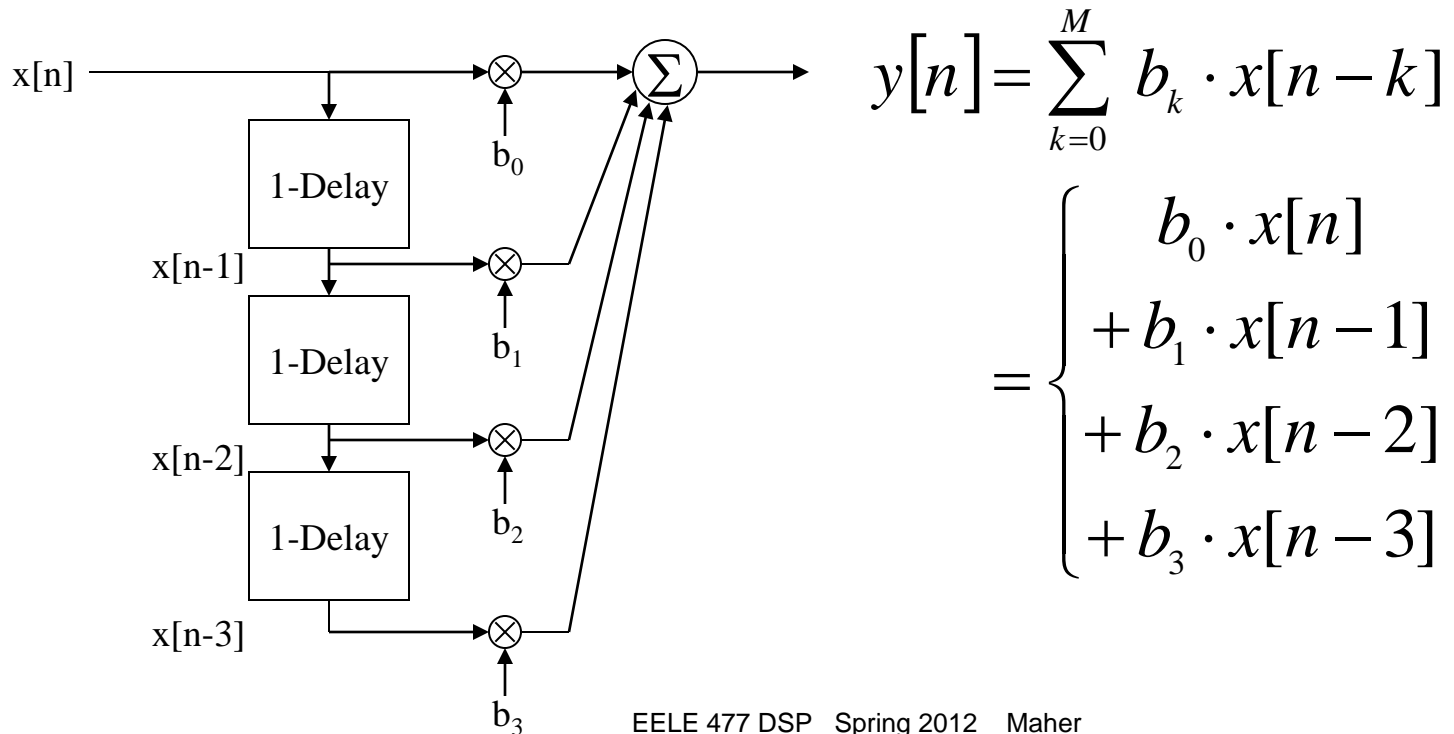 x[n]
Σ
y[n] = \sum_{k=0}^{M} b_k · x[n − k]
b₀
1-Delay
= { b₀ · x[n]
x[n-1]
+ b₁ · x[n − 1]
b₁
1-Delay
+ b₂ · x[n − 2]
x[n-2]
b₂
1-Delay
+ b₃ · x[n − 3]
x[n-3]
b₃
EELE 477 DSP Spring 2012 Maher